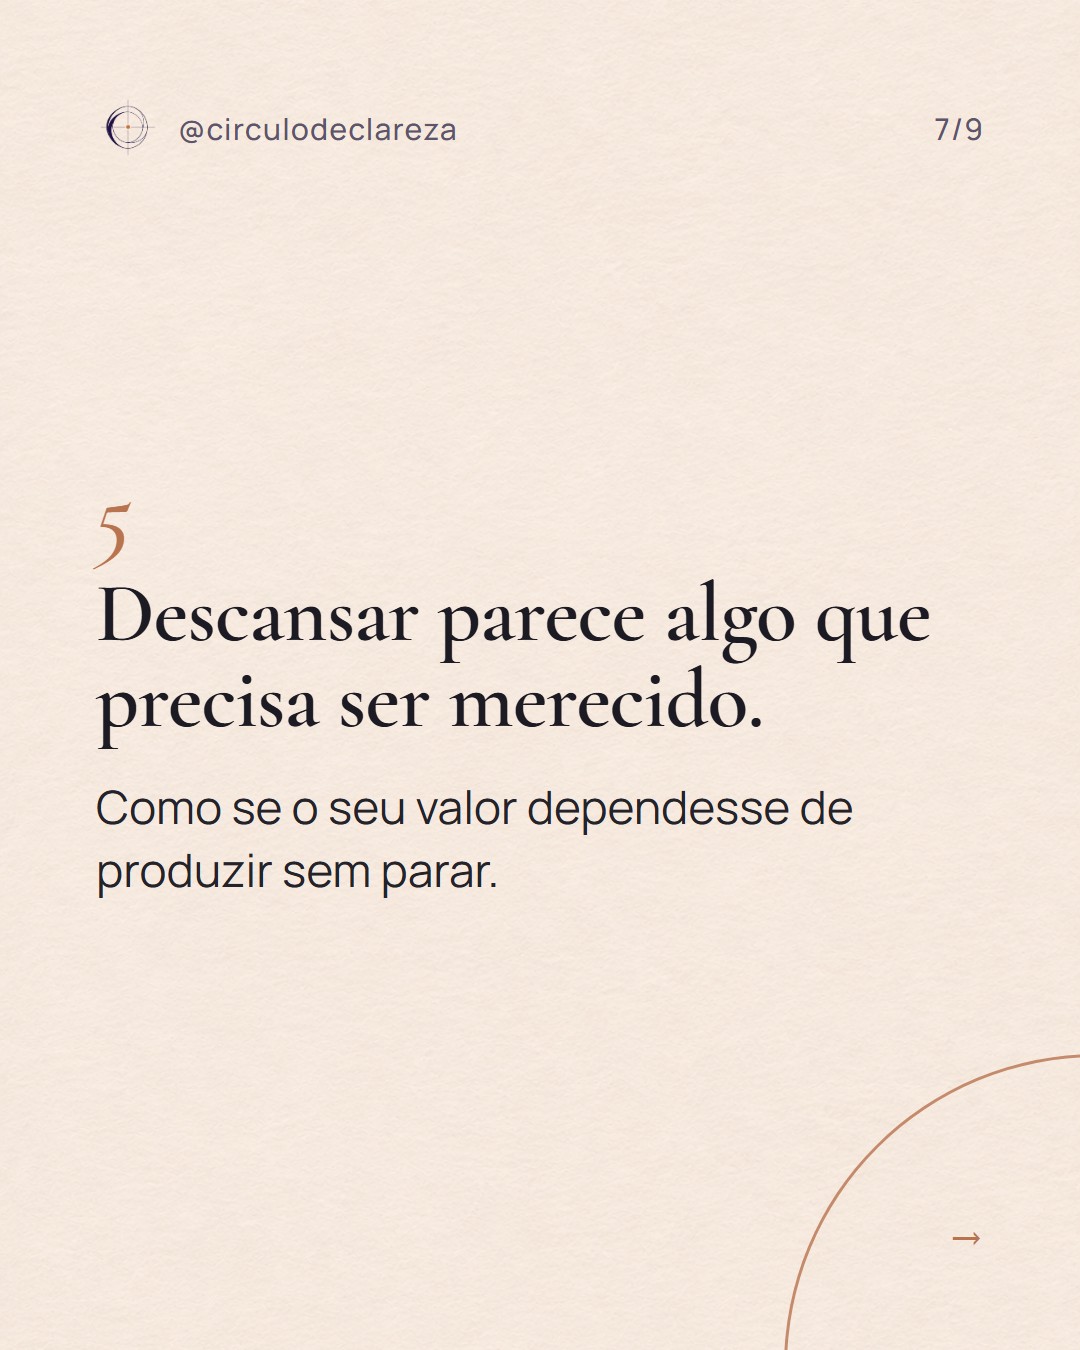 @circulodeclareza
7/9
5
Descansar parece algo que
precisa ser merecido.
Como se o seu valor dependesse de
produzir sem parar.
→